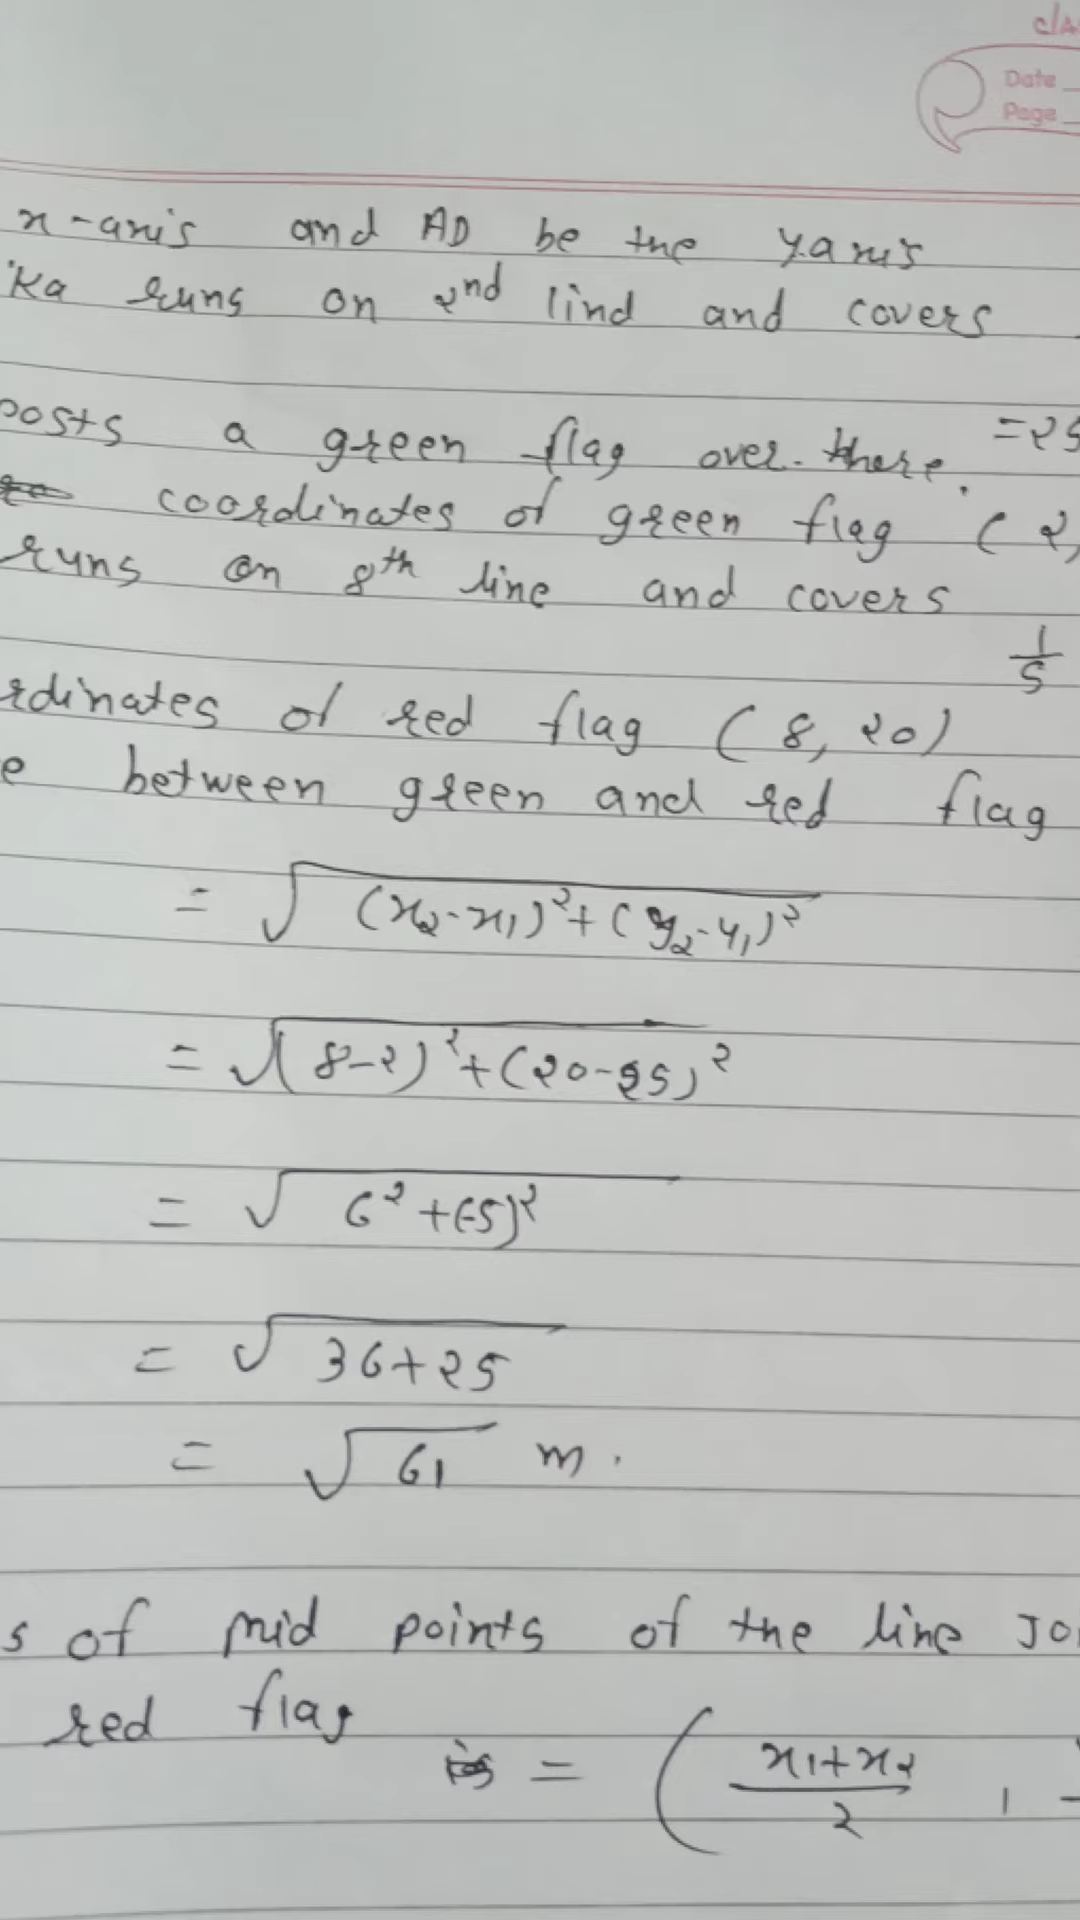 CLA
Date
Page
x-axis and AD be the y.axis
ka runs on 2nd lind and covers
=25
posts a green flag over. there.
coordinates of green flag (2,
runs on 8th line and covers
1/5
rdinates of red flag (8, 20)
e between green and red flag
= √(x₂-x₁)²+(y₂-y₁)²
= √(8-2)²+(20-25)²
= √6²+(-5)²
= √36+25
= √61 m.
s of mid points of the line JO
red flag
= (x₁+x₂/2 ,